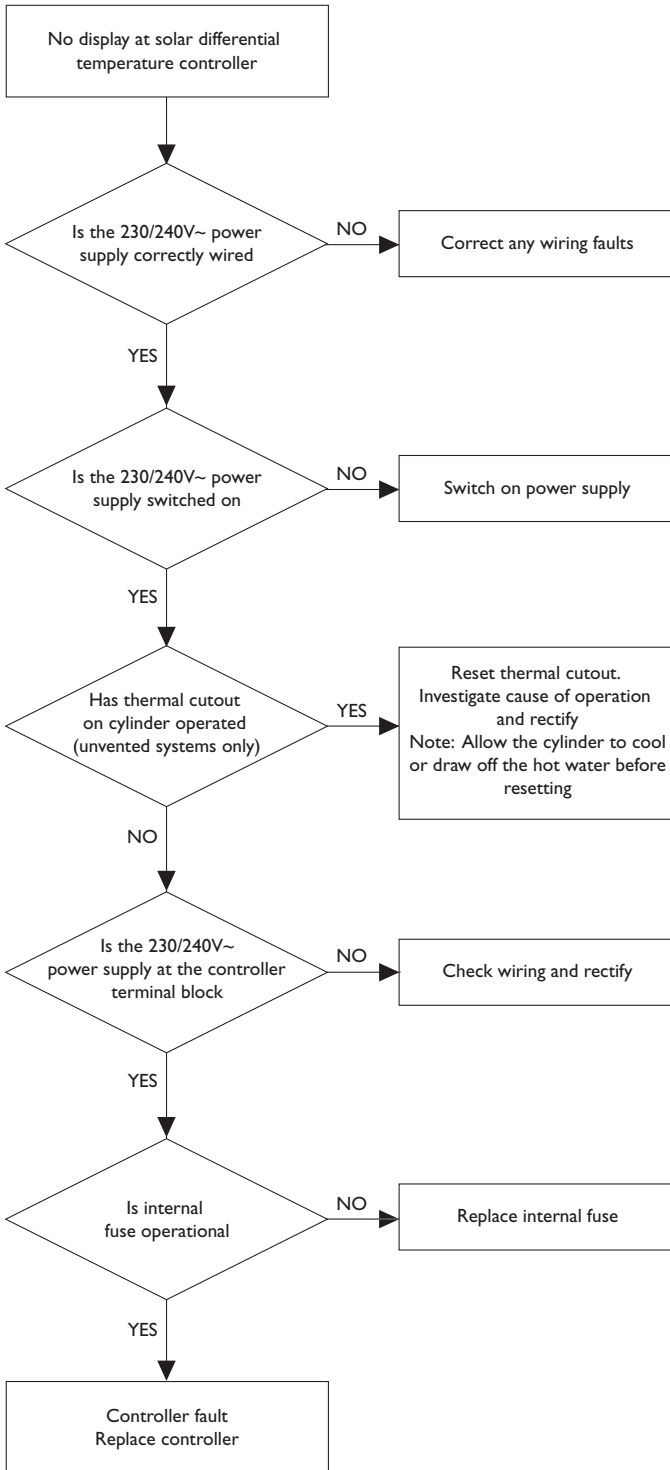 No display at solar differential
temperature controller
Is the 230/240V~ power
supply correctly wired
NO
Correct any wiring faults
YES
Is the 230/240V~ power
supply switched on
NO
Switch on power supply
YES
Has thermal cutout
on cylinder operated
(unvented systems only)
YES
Reset thermal cutout.
Investigate cause of operation
and rectify
Note: Allow the cylinder to cool
or draw off the hot water before
resetting
NO
Is the 230/240V~
power supply at the controller
terminal block
NO
Check wiring and rectify
YES
Is internal
fuse operational
NO
Replace internal fuse
YES
Controller fault
Replace controller